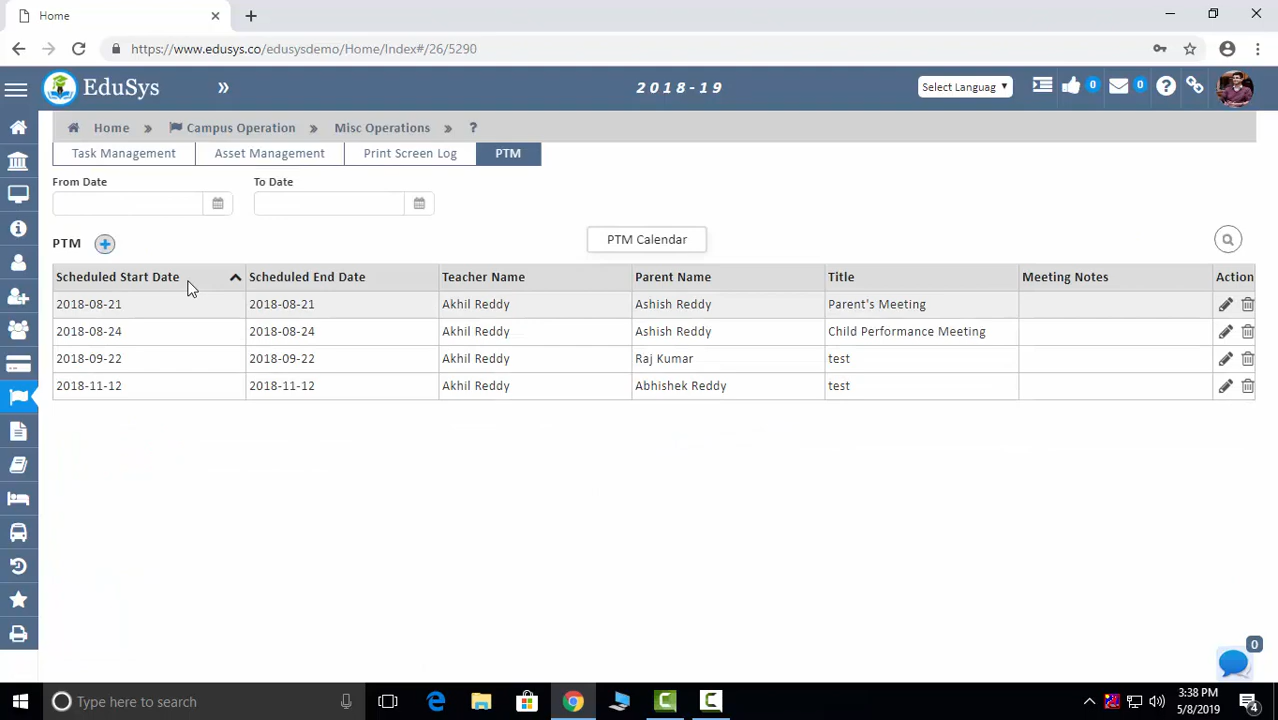 Home
https://www.edusys.co/edusysdemo/Home/Index#/26/5290
EduSys » 2018-19 Select Languag 0 0
Home » Campus Operation » Misc Operations » ?
Task Management Asset Management Print Screen Log PTM
From Date To Date
PTM PTM Calendar
Scheduled Start Date Scheduled End Date Teacher Name Parent Name Title Meeting Notes Action
2018-08-21 2018-08-21 Akhil Reddy Ashish Reddy Parent's Meeting
2018-08-24 2018-08-24 Akhil Reddy Ashish Reddy Child Performance Meeting
2018-09-22 2018-09-22 Akhil Reddy Raj Kumar test
2018-11-12 2018-11-12 Akhil Reddy Abhishek Reddy test
0
Type here to search
3:38 PM
5/8/2019
4